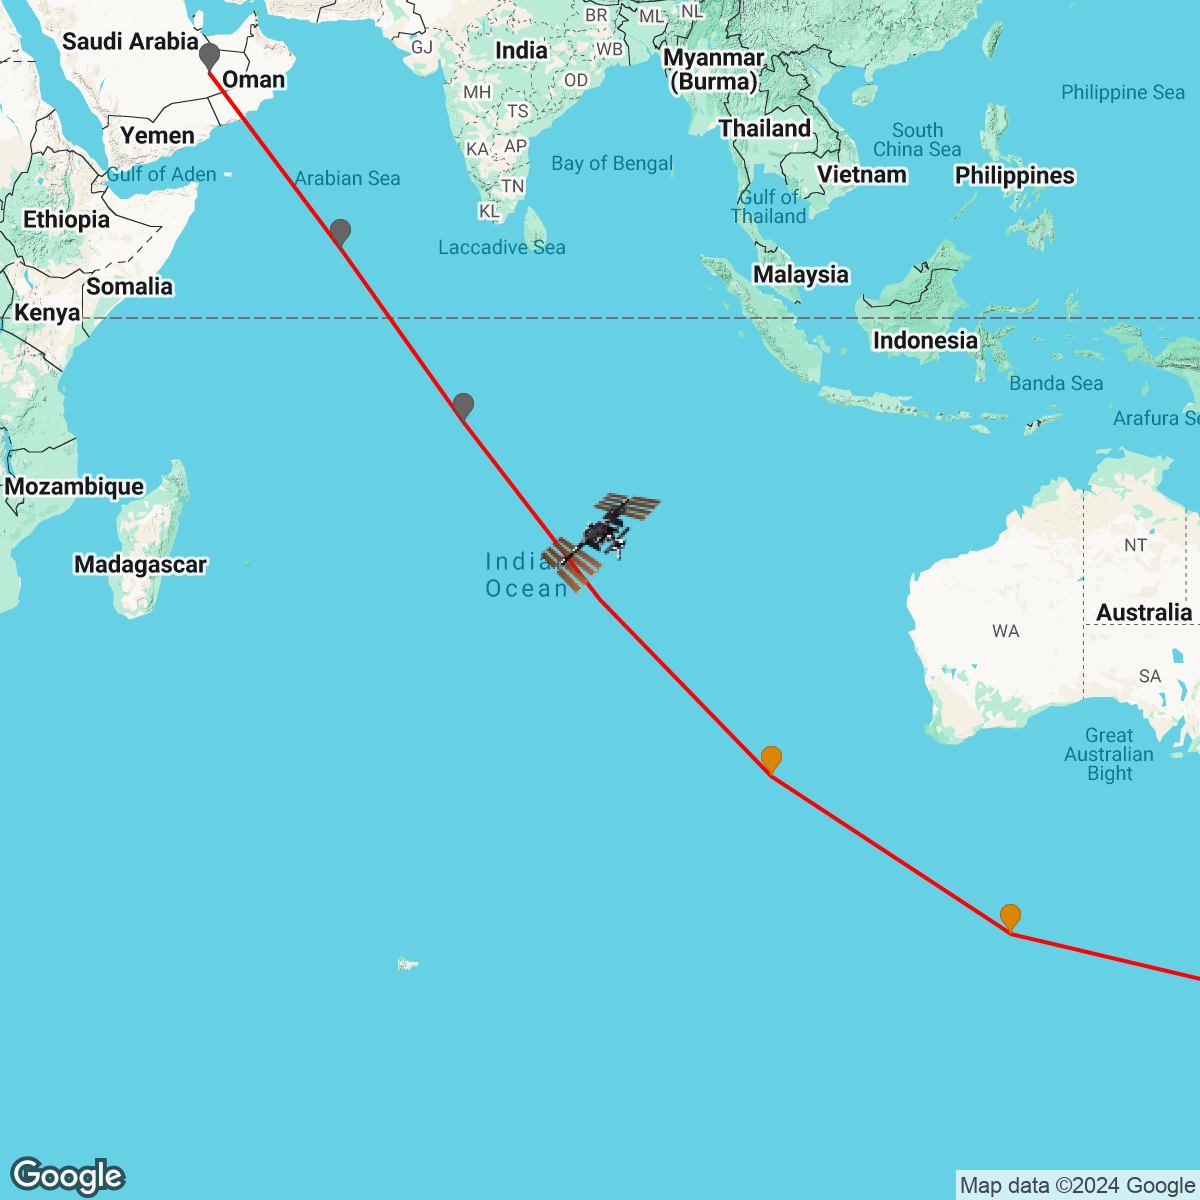 BR
ML
NL
Saudi Arabia
GJ
India
WB
Myanmar
(Burma)
Oman
MH
OD
Philippine Sea
TS
Yemen
Thailand
South
China Sea
KA
AP
Bay of Bengal
Gulf of Aden
Arabian Sea
TN
Vietnam
Philippines
Gulf of
Thailand
KL
Ethiopia
Laccadive Sea
Malaysia
Somalia
Kenya
Indonesia
Banda Sea
Arafura Se
Mozambique
Madagascar
India
Ocean
NT
Australia
WA
SA
Great
Australian
Bight
Google
Map data ©2024 Google